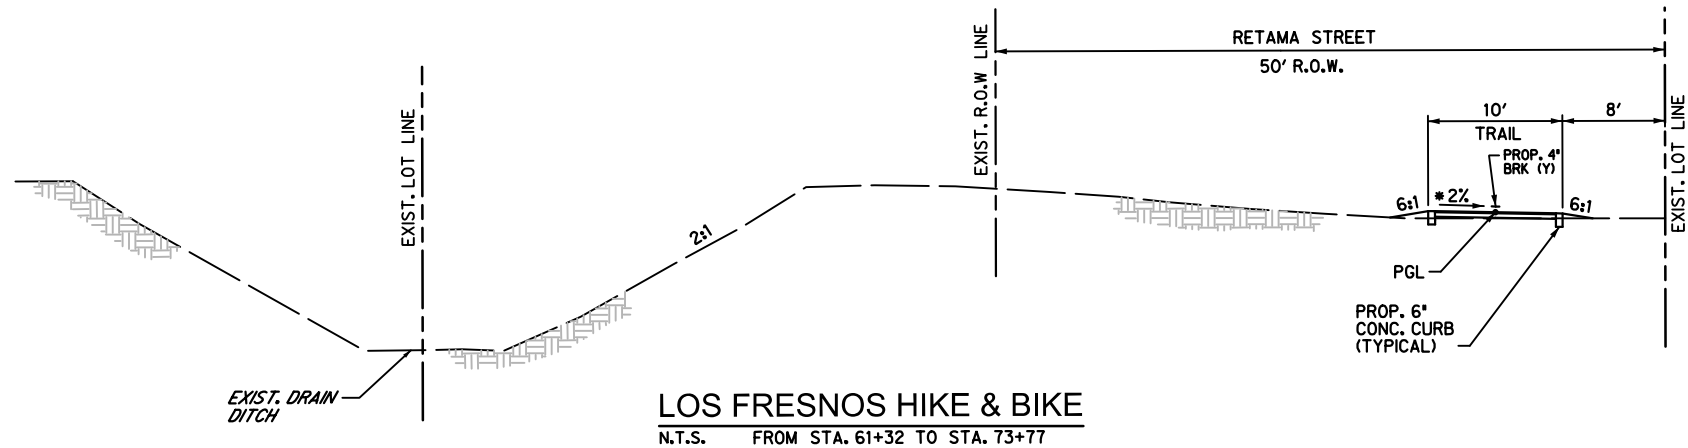 RETAMA STREET
50' R.O.W.
EXIST. LOT LINE
EXIST. R.O.W LINE
EXIST. LOT LINE
10'
8'
TRAIL
PROP. 4"
BRK (Y)
6:1
*2%
6:1
2:1
PGL
PROP. 6"
CONC. CURB
(TYPICAL)
EXIST. DRAIN
DITCH
LOS FRESNOS HIKE & BIKE
N.T.S. FROM STA. 61+32 TO STA. 73+77